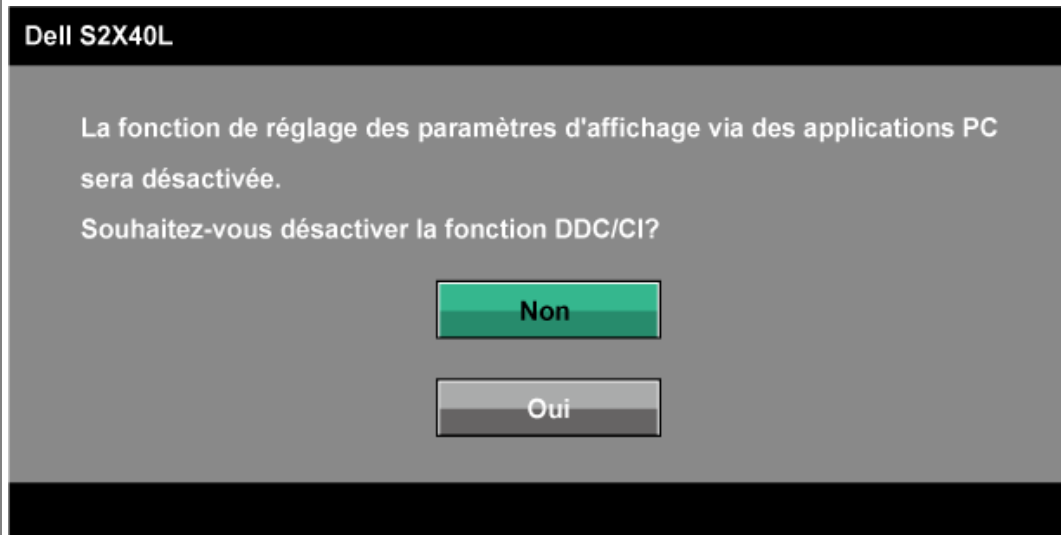 Dell S2X40L
La fonction de réglage des paramètres d'affichage via des applications PC
sera désactivée.
Souhaitez-vous désactiver la fonction DDC/CI?
Non
Oui